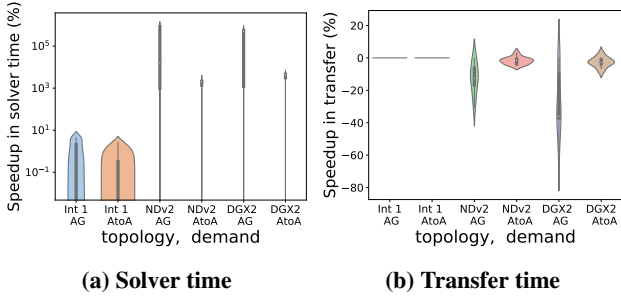 Speedup in solver time (%)
10^5
10^3
10^1
10^-1
Int 1 AG
Int 1 AtoA
NDv2 AG
NDv2 AtoA
DGX2 AG
DGX2 AtoA
topology, demand
(a) Solver time
Speedup in transfer (%)
20
0
−20
−40
−60
−80
Int 1 AG
Int 1 AtoA
NDv2 AG
NDv2 AtoA
DGX2 AG
DGX2 AtoA
topology, demand
(b) Transfer time